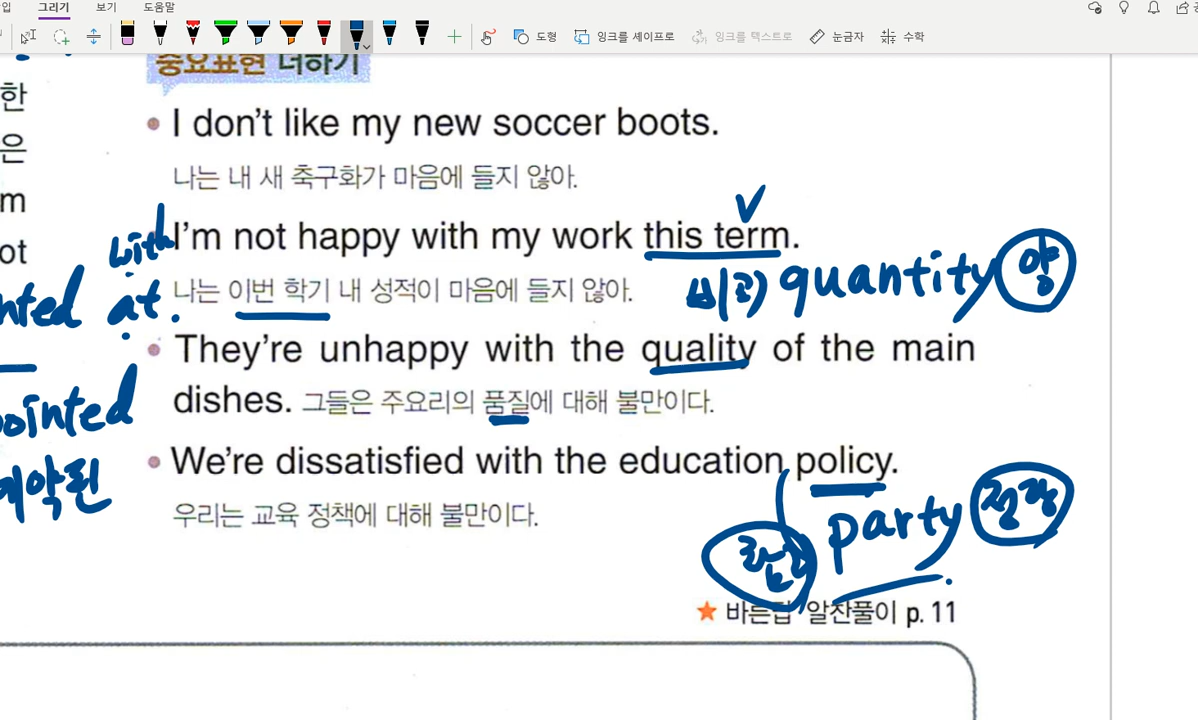 입 그리기 보기 도움말
도형 잉크를 셰이프로 잉크를 텍스트로 눈금자 수학
중요표현 더하기
한
I don't like my new soccer boots.
은
나는 내 새 축구화가 마음에 들지 않아.
m
with
I'm not happy with my work this term.
ot
nted at.
나는 이번 학기 내 성적이 마음에 들지 않아.
비(교) quantity 양
They're unhappy with the quality of the main
dishes. 그들은 주요리의 품질에 대해 불만이다.
ointed
We're dissatisfied with the education policy.
계약된
우리는 교육 정책에 대해 불만이다.
party 정당
바른답·알찬풀이 p. 11